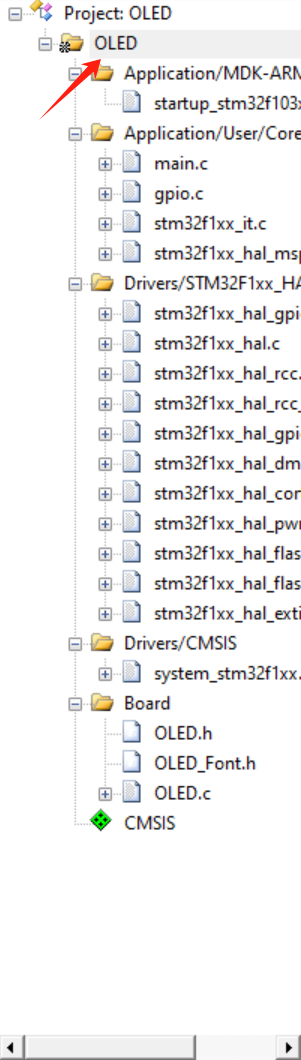 Project: OLED
OLED
Application/MDK-ARM
startup_stm32f103x
Application/User/Core
main.c
gpio.c
stm32f1xx_it.c
stm32f1xx_hal_msp
Drivers/STM32F1xx_HA
stm32f1xx_hal_gpi
stm32f1xx_hal.c
stm32f1xx_hal_rcc.
stm32f1xx_hal_rcc_
stm32f1xx_hal_gpi
stm32f1xx_hal_dm
stm32f1xx_hal_cor
stm32f1xx_hal_pwr
stm32f1xx_hal_flas
stm32f1xx_hal_flas
stm32f1xx_hal_exti
Drivers/CMSIS
system_stm32f1xx.
Board
OLED.h
OLED_Font.h
OLED.c
CMSIS